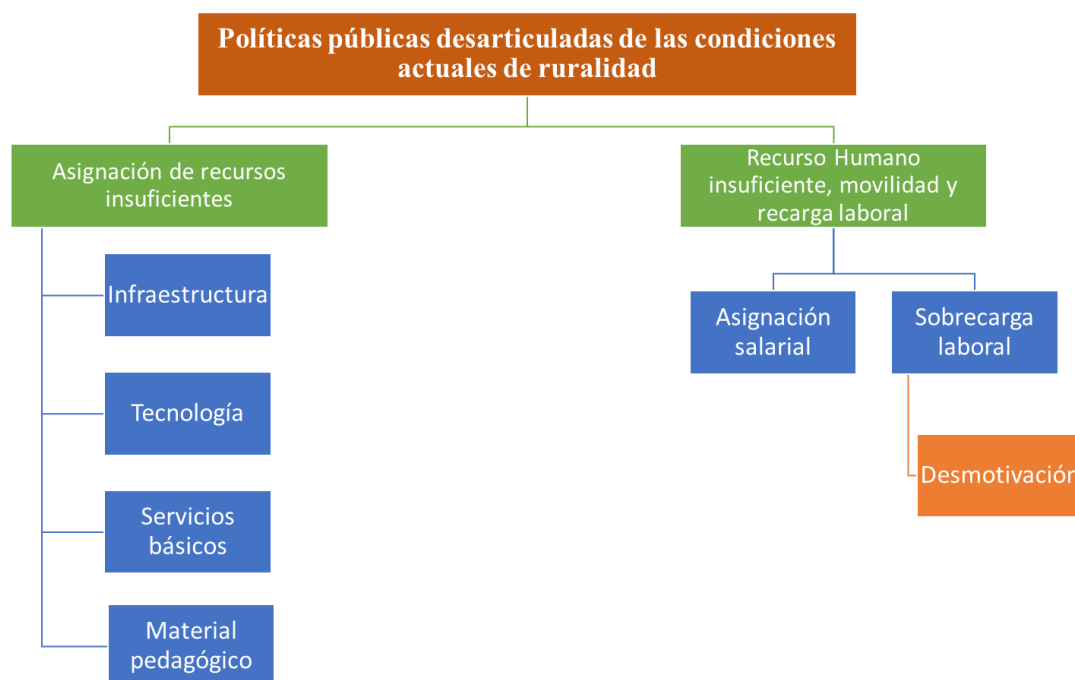 Políticas públicas desarticuladas de las condiciones
actuales de ruralidad
Asignación de recursos
insuficientes
Recurso Humano
insuficiente, movilidad y
recarga laboral
Infraestructura
Asignación
salarial
Sobrecarga
laboral
Tecnología
Desmotivación
Servicios
básicos
Material
pedagógico